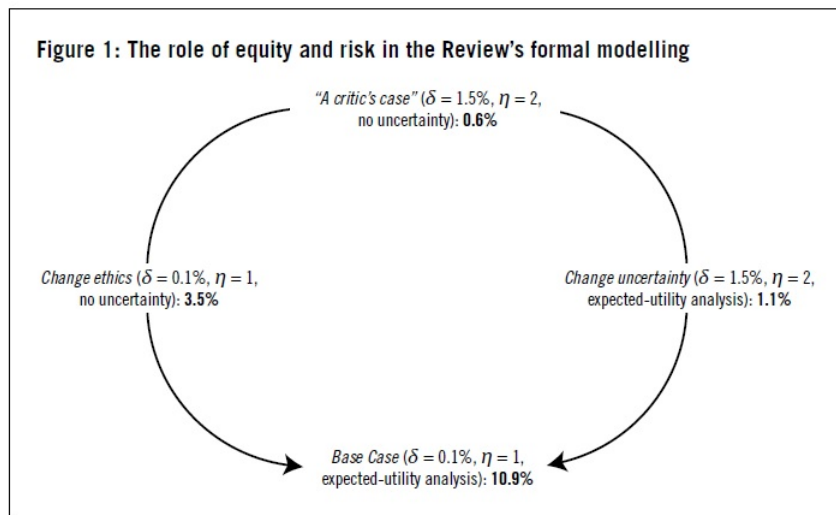 Figure 1: The role of equity and risk in the Review's formal modelling
“A critic's case” (δ = 1.5%, η = 2,
no uncertainty): 0.6%
Change ethics (δ = 0.1%, η = 1,
no uncertainty): 3.5%
Change uncertainty (δ = 1.5%, η = 2,
expected-utility analysis): 1.1%
Base Case (δ = 0.1%, η = 1,
expected-utility analysis): 10.9%